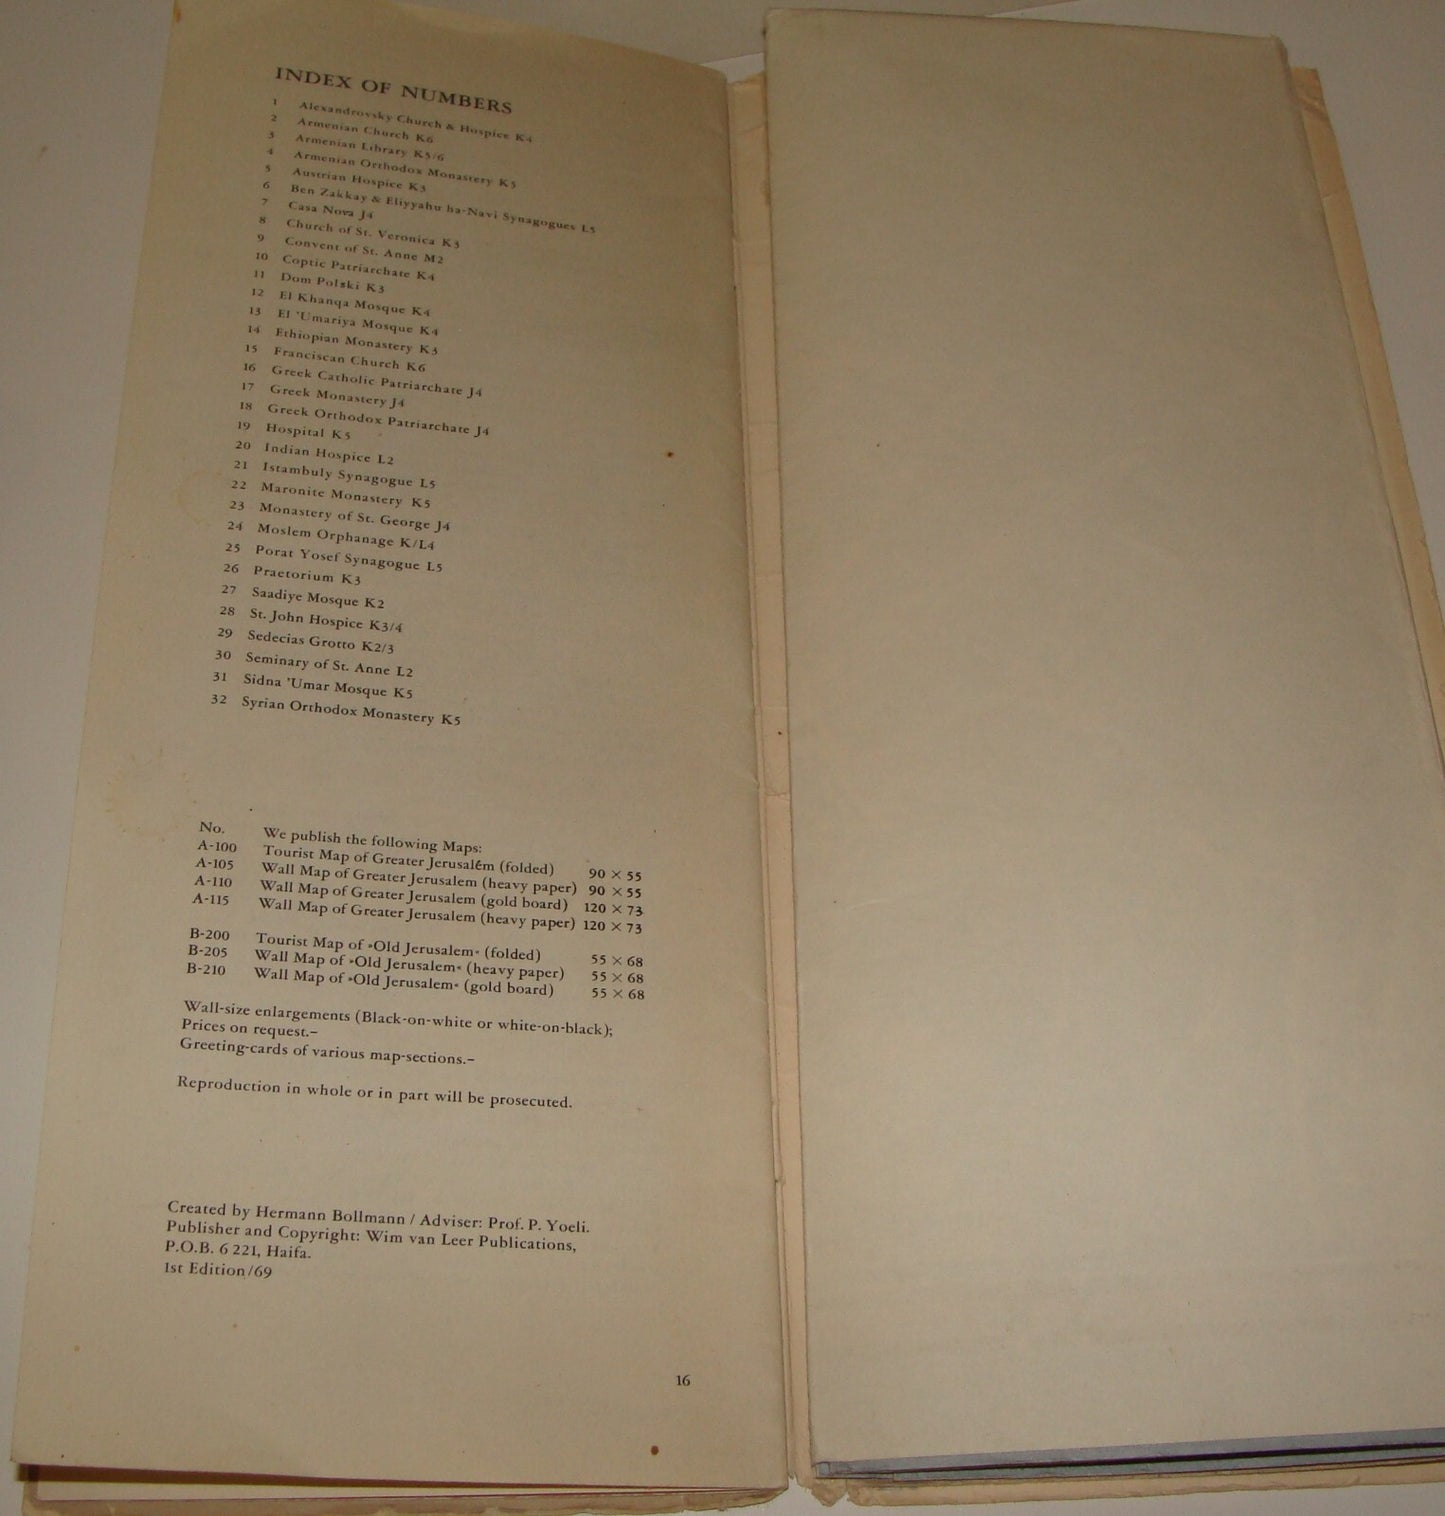 INDEX OF NUMBERS
1 Alexandrovsky Church & Hospice K4
2 Armenian Church K6
3 Armenian Library K5/6
4 Armenian Orthodox Monastery K5
5 Austrian Hospice K3
6 Ben Zakkay & Eliyyahu ha-Navi Synagogues L5
7 Casa Nova J4
8 Church of St. Veronica K3
9 Convent of St. Anne M2
10 Coptic Patriarchate K4
11 Dom Polski K3
12 El Khanqa Mosque K4
13 El 'Umariya Mosque K4
14 Ethiopian Monastery K3
15 Franciscan Church K6
16 Greek Catholic Patriarchate J4
17 Greek Monastery J4
18 Greek Orthodox Patriarchate J4
19 Hospital K5
20 Indian Hospice L2
21 Istambuly Synagogue L5
22 Maronite Monastery K5
23 Monastery of St. George J4
24 Moslem Orphanage K/L4
25 Porat Yosef Synagogue L5
26 Praetorium K3
27 Saadiye Mosque K2
28 St. John Hospice K3/4
29 Sedecias Grotto K2/3
30 Seminary of St. Anne L2
31 Sidna 'Umar Mosque K5
32 Syrian Orthodox Monastery K5
No. We publish the following Maps:
A-100 Tourist Map of Greater Jerusalem (folded) 90 × 55
A-105 Wall Map of Greater Jerusalem (heavy paper) 90 × 55
A-110 Wall Map of Greater Jerusalem (gold board) 120 × 73
A-115 Wall Map of Greater Jerusalem (heavy paper) 120 × 73
B-200 Tourist Map of »Old Jerusalem« (folded) 55 × 68
B-205 Wall Map of »Old Jerusalem« (heavy paper) 55 × 68
B-210 Wall Map of »Old Jerusalem« (gold board) 55 × 68
Wall-size enlargements (Black-on-white or white-on-black);
Prices on request.–
Greeting-cards of various map-sections.–
Reproduction in whole or in part will be prosecuted.
Created by Hermann Bollmann / Adviser: Prof. P. Yoeli.
Publisher and Copyright: Wim van Leer Publications,
P.O.B. 6 221, Haifa.
1st Edition/69
16